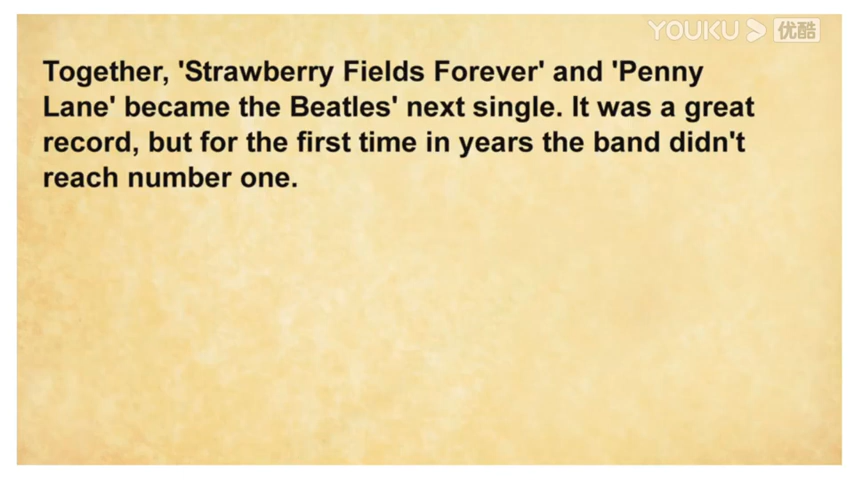 YOUKU 优酷
Together, 'Strawberry Fields Forever' and 'Penny
Lane' became the Beatles' next single. It was a great
record, but for the first time in years the band didn't
reach number one.